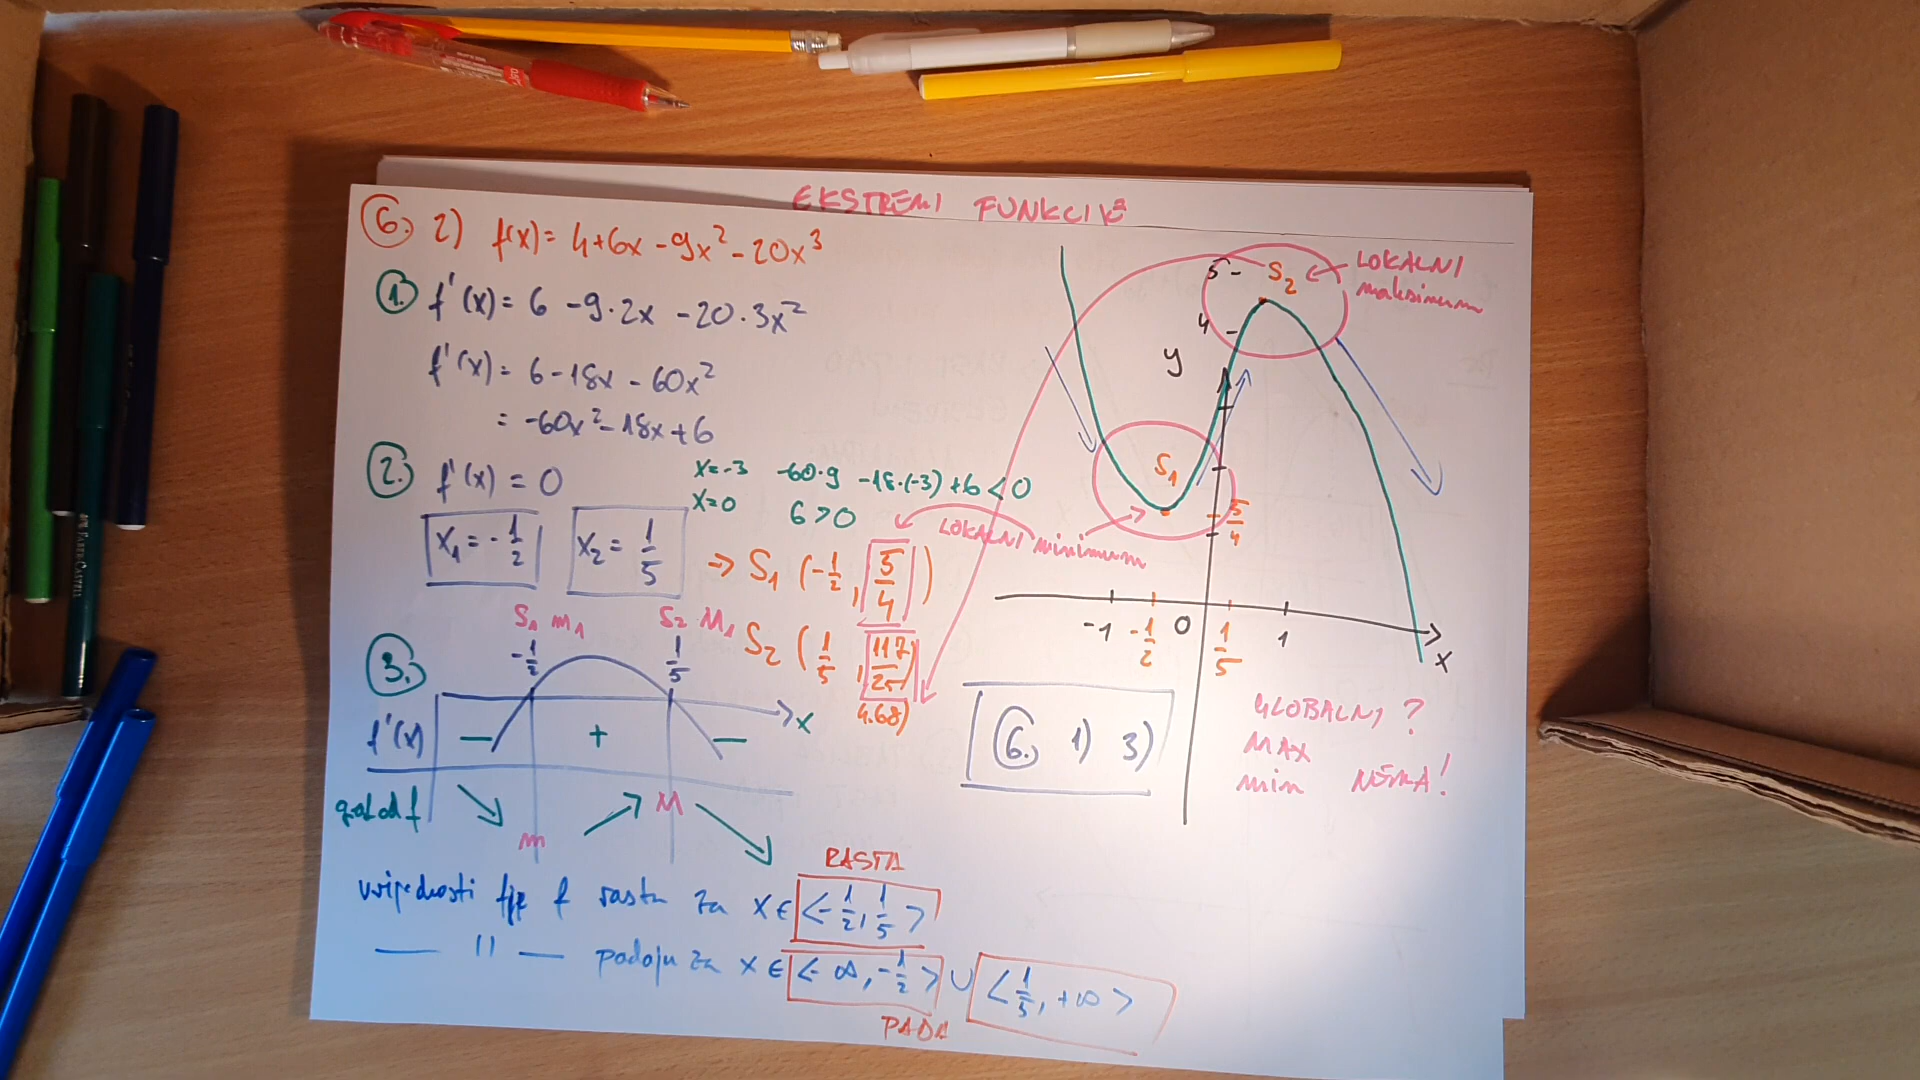 EKSTREMI FUNKCIJE
6. 2) f(x) = 4+6x-9x²-20x³
1. f'(x) = 6 -9·2x -20·3x²
f'(x) = 6-18x-60x²
= -60x²-18x+6
2. f'(x) = 0
x=-3 -60·9 -18·(-3)+6<0
x=0 6>0
x₁=-1/2 x₂=1/5 → S₁ (-1/2, 5/4)
LOKALNI minimum
S₂ (1/5, 117/25)
4.68)
S₁ m₁ S₂ M₁
3. -1/2 1/5
x
f'(x) - + -
m M
RASTA
vrijednosti fje f rastu za x∈<-1/2, 1/5>
— 11 — padaju za x∈<-∞, -1/2> ∪ <1/5, +∞>
PADA
5 S₂ LOKALNI
maksimum
4
y
S₁
5/4
-1 -1/2 0 1/5 1 x
6. 1) 3)
GLOBALNI ?
MAX
min NEMA!
FABER CASTELL